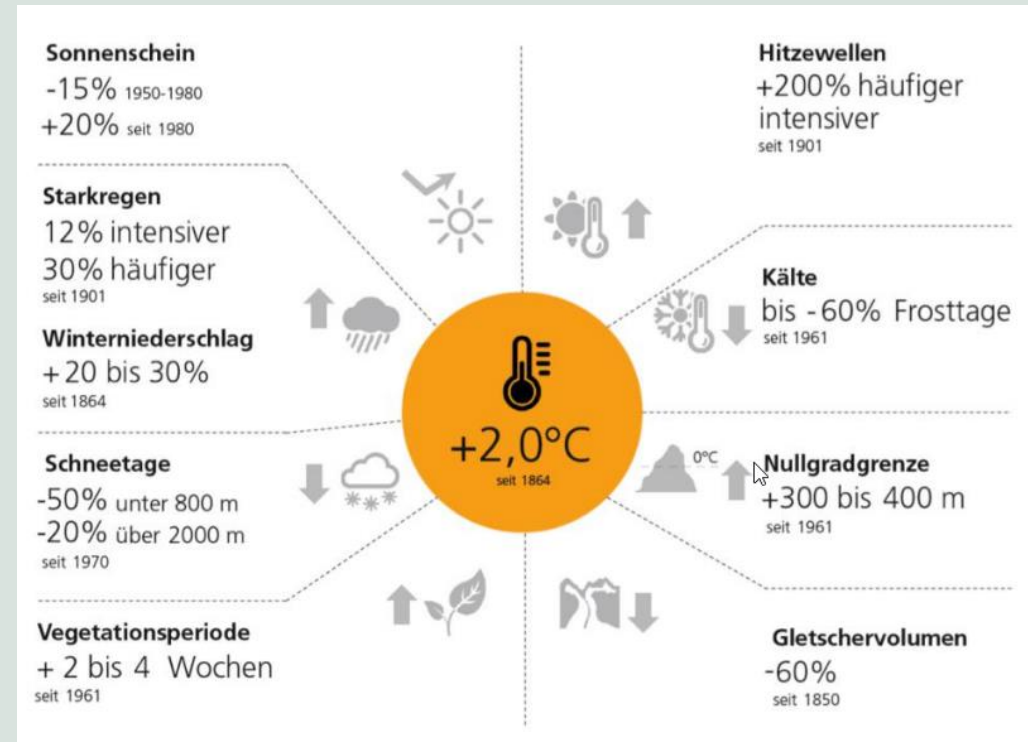 Sonnenschein
-15% 1950-1980
+20% seit 1980
Starkregen
12% intensiver
30% häufiger
seit 1901
Winterniederschlag
+20 bis 30%
seit 1864
Schneetage
-50% unter 800 m
-20% über 2000 m
seit 1970
Vegetationsperiode
+ 2 bis 4 Wochen
seit 1961
+2,0°C
seit 1864
Hitzewellen
+200% häufiger
intensiver
seit 1901
Kälte
bis -60% Frosttage
seit 1961
0°C
Nullgradgrenze
+300 bis 400 m
seit 1961
Gletschervolumen
-60%
seit 1850